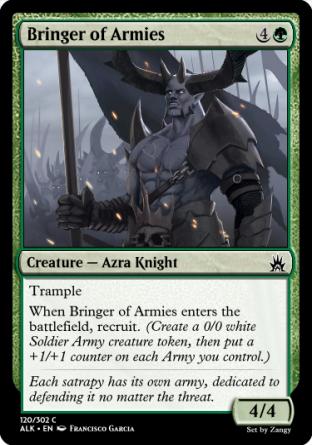 Bringer of Armies 4
Creature — Azra Knight
Trample
When Bringer of Armies enters the
battlefield, recruit. (Create a 0/0 white
Soldier Army creature token, then put a
+1/+1 counter on each Army you control.)
Each satrapy has its own army, dedicated to
defending it no matter the threat.
4/4
120/302 C
ALK • EN Francisco Garcia
Set by Zangy